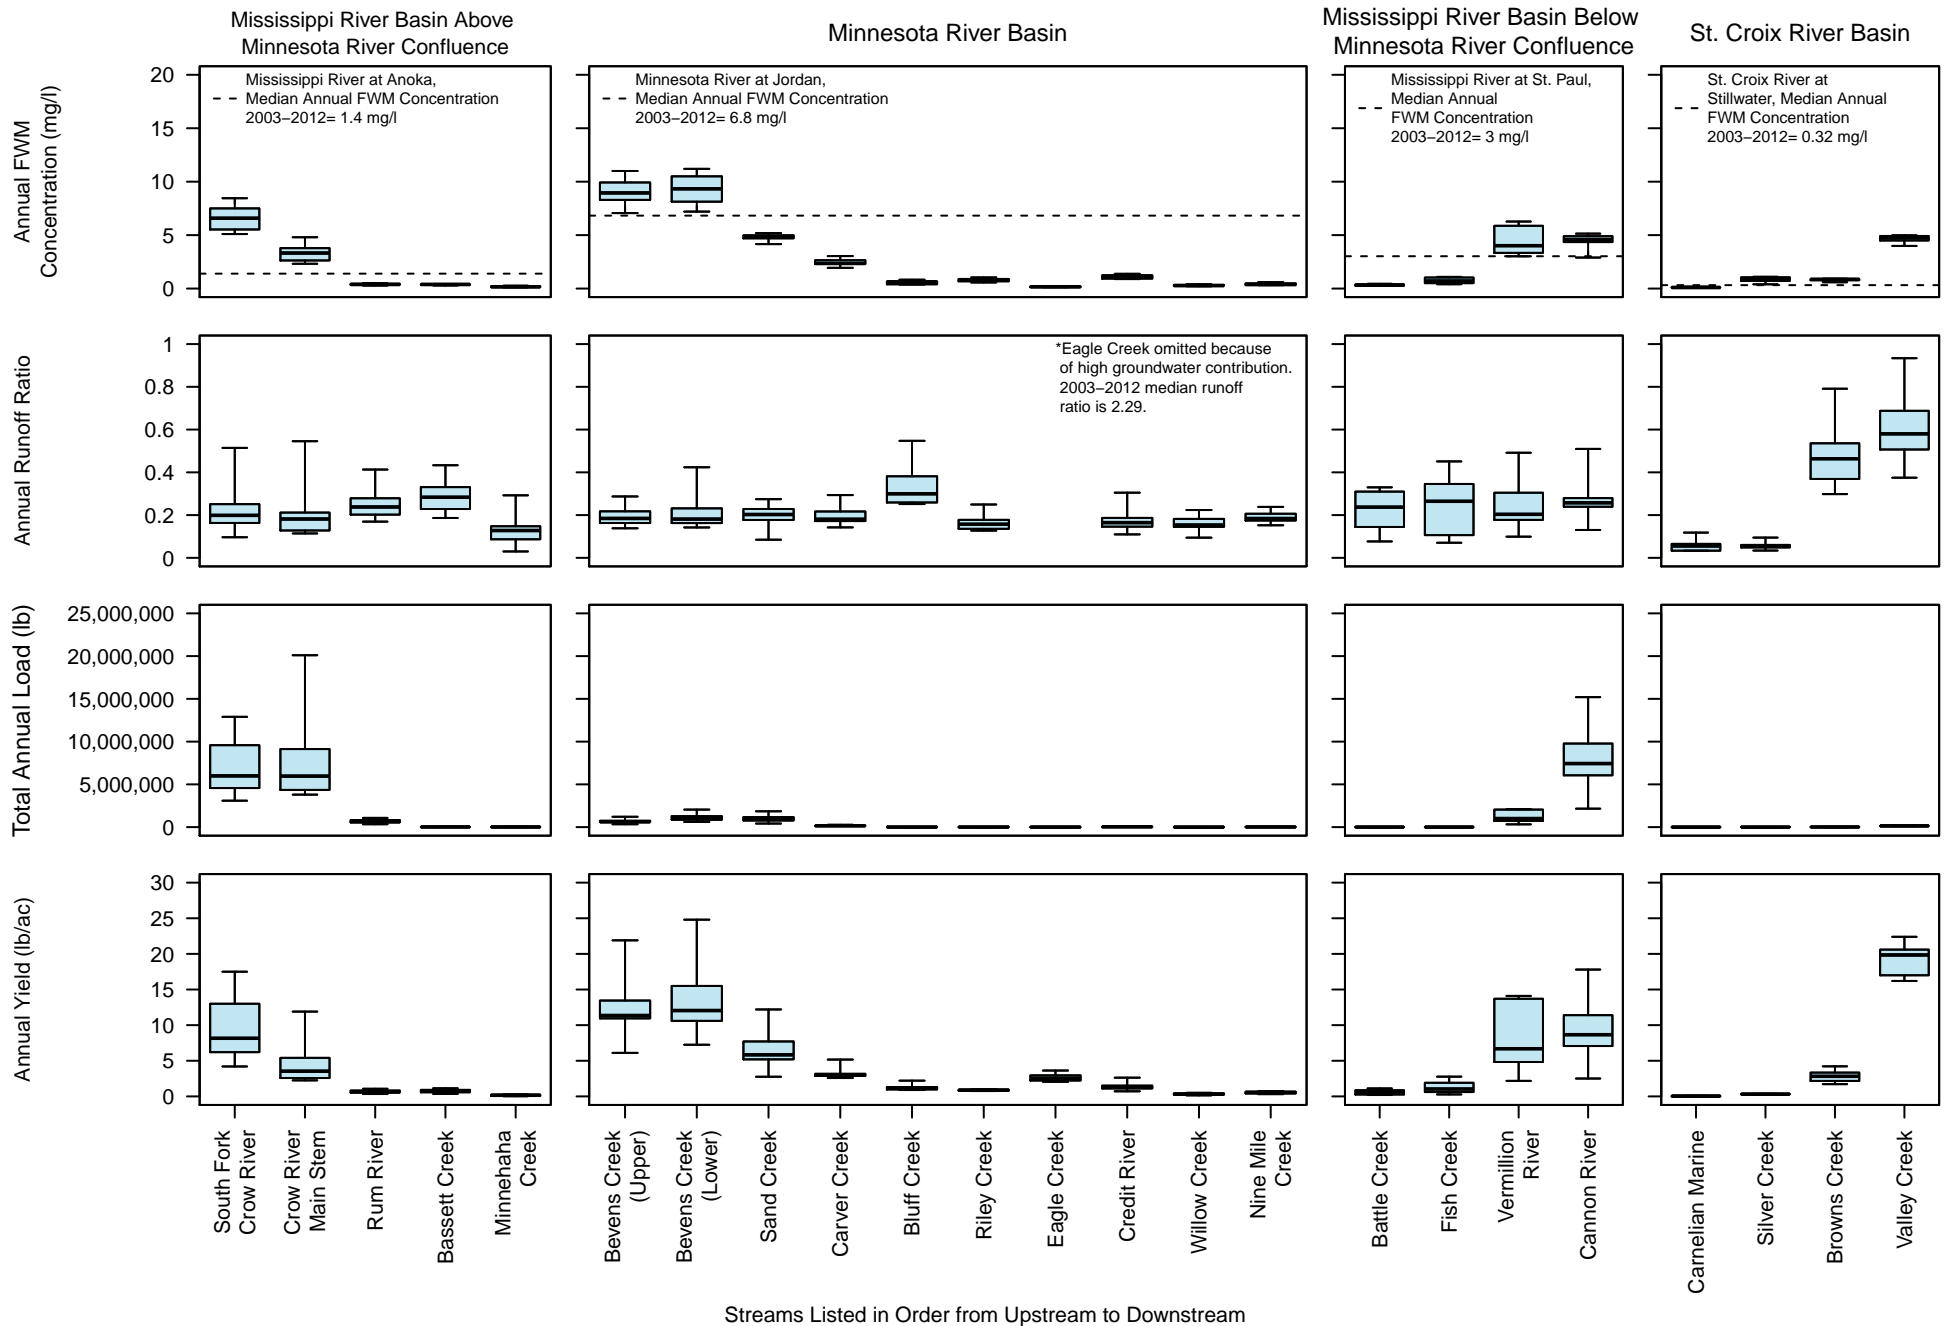 Mississippi River Basin Above
Minnesota River Confluence
Minnesota River Basin
Mississippi River Basin Below
Minnesota River Confluence
St. Croix River Basin
Annual FWM
Concentration (mg/l)
20
15
10
5
0
Mississippi River at Anoka,
Median Annual FWM Concentration
2003−2012= 1.4 mg/l
Minnesota River at Jordan,
Median Annual FWM Concentration
2003−2012= 6.8 mg/l
Mississippi River at St. Paul,
Median Annual
FWM Concentration
2003−2012= 3 mg/l
St. Croix River at
Stillwater, Median Annual
FWM Concentration
2003−2012= 0.32 mg/l
Annual Runoff Ratio
1
0.8
0.6
0.4
0.2
0
*Eagle Creek omitted because
of high groundwater contribution.
2003−2012 median runoff
ratio is 2.29.
Total Annual Load (lb)
25,000,000
20,000,000
15,000,000
10,000,000
5,000,000
0
Annual Yield (lb/ac)
30
25
20
15
10
5
0
South Fork
Crow River
Crow River
Main Stem
Rum River
Bassett Creek
Minnehaha
Creek
Bevens Creek
(Upper)
Bevens Creek
(Lower)
Sand Creek
Carver Creek
Bluff Creek
Riley Creek
Eagle Creek
Credit River
Willow Creek
Nine Mile
Creek
Battle Creek
Fish Creek
Vermillion
River
Cannon River
Carnelian Marine
Silver Creek
Browns Creek
Valley Creek
Streams Listed in Order from Upstream to Downstream